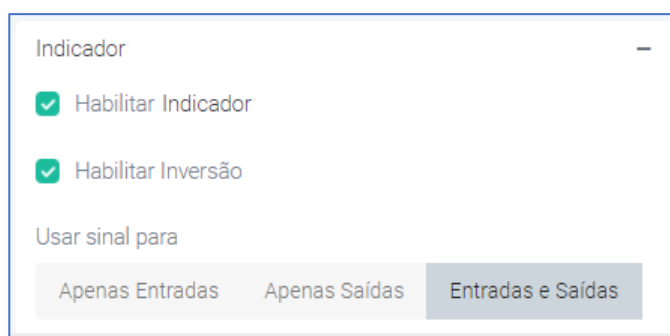 Indicador
Habilitar Indicador
Habilitar Inversão
Usar sinal para
Apenas Entradas Apenas Saídas Entradas e Saídas